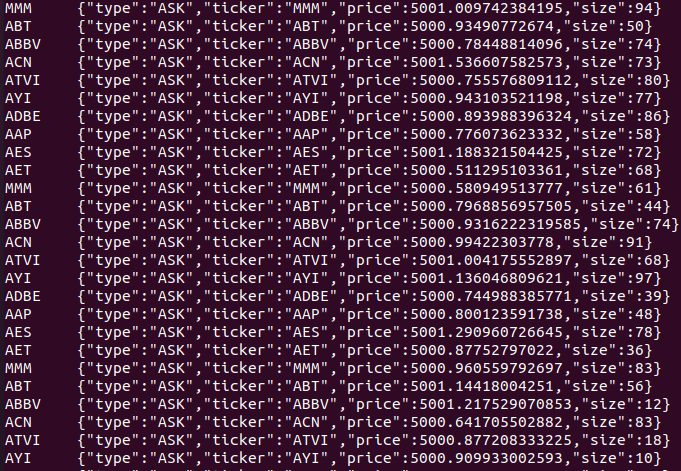 MMM {"type":"ASK","ticker":"MMM","price":5001.009742384195,"size":94}
ABT {"type":"ASK","ticker":"ABT","price":5000.93490772674,"size":50}
ABBV {"type":"ASK","ticker":"ABBV","price":5000.78448814096,"size":74}
ACN {"type":"ASK","ticker":"ACN","price":5001.536607582573,"size":73}
ATVI {"type":"ASK","ticker":"ATVI","price":5000.755576809112,"size":80}
AYI {"type":"ASK","ticker":"AYI","price":5000.943103521198,"size":77}
ADBE {"type":"ASK","ticker":"ADBE","price":5000.893988396324,"size":86}
AAP {"type":"ASK","ticker":"AAP","price":5000.776073623332,"size":58}
AES {"type":"ASK","ticker":"AES","price":5001.188321504425,"size":72}
AET {"type":"ASK","ticker":"AET","price":5000.511295103361,"size":68}
MMM {"type":"ASK","ticker":"MMM","price":5000.580949513777,"size":61}
ABT {"type":"ASK","ticker":"ABT","price":5000.7968856957505,"size":44}
ABBV {"type":"ASK","ticker":"ABBV","price":5000.9316222319585,"size":74}
ACN {"type":"ASK","ticker":"ACN","price":5000.99422303778,"size":91}
ATVI {"type":"ASK","ticker":"ATVI","price":5001.004175552897,"size":68}
AYI {"type":"ASK","ticker":"AYI","price":5001.136046809621,"size":97}
ADBE {"type":"ASK","ticker":"ADBE","price":5000.744988385771,"size":39}
AAP {"type":"ASK","ticker":"AAP","price":5000.800123591738,"size":48}
AES {"type":"ASK","ticker":"AES","price":5001.290960726645,"size":78}
AET {"type":"ASK","ticker":"AET","price":5000.87752797022,"size":36}
MMM {"type":"ASK","ticker":"MMM","price":5000.960559792697,"size":83}
ABT {"type":"ASK","ticker":"ABT","price":5001.14418004251,"size":56}
ABBV {"type":"ASK","ticker":"ABBV","price":5001.217529070853,"size":12}
ACN {"type":"ASK","ticker":"ACN","price":5000.641705502882,"size":83}
ATVI {"type":"ASK","ticker":"ATVI","price":5000.877208333225,"size":18}
AYI {"type":"ASK","ticker":"AYI","price":5000.909933002593,"size":10}